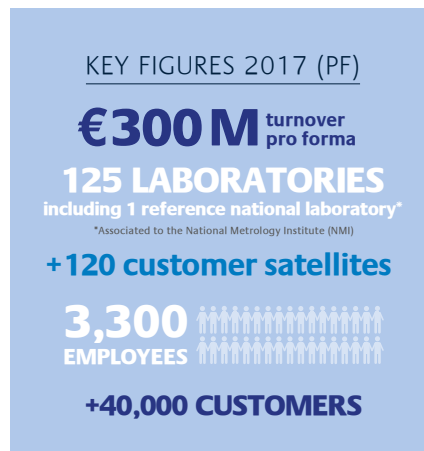 KEY FIGURES 2017 (PF)
€300 M turnover
pro forma
125 LABORATORIES
including 1 reference national laboratory*
*Associated to the National Metrology Institute (NMI)
+120 customer satellites
3,300
EMPLOYEES
+40,000 CUSTOMERS